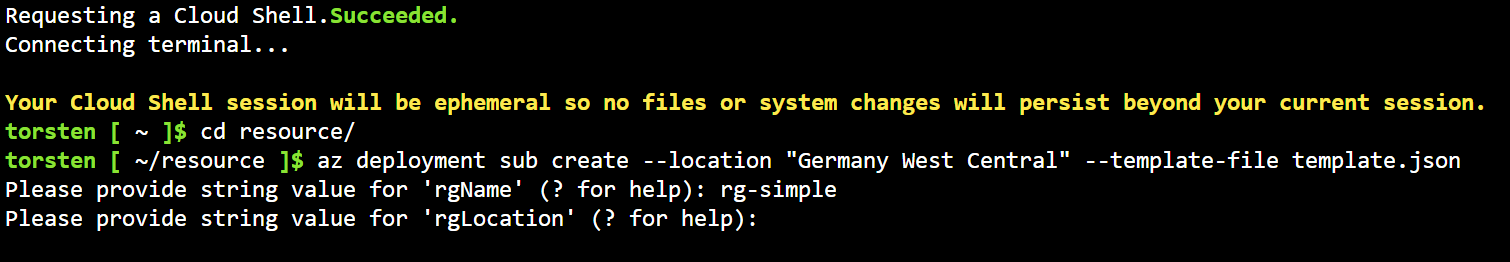 Requesting a Cloud Shell.Succeeded.
Connecting terminal...
Your Cloud Shell session will be ephemeral so no files or system changes will persist beyond your current session.
torsten [ ~ ]$ cd resource/
torsten [ ~/resource ]$ az deployment sub create --location "Germany West Central" --template-file template.json
Please provide string value for 'rgName' (? for help): rg-simple
Please provide string value for 'rgLocation' (? for help):